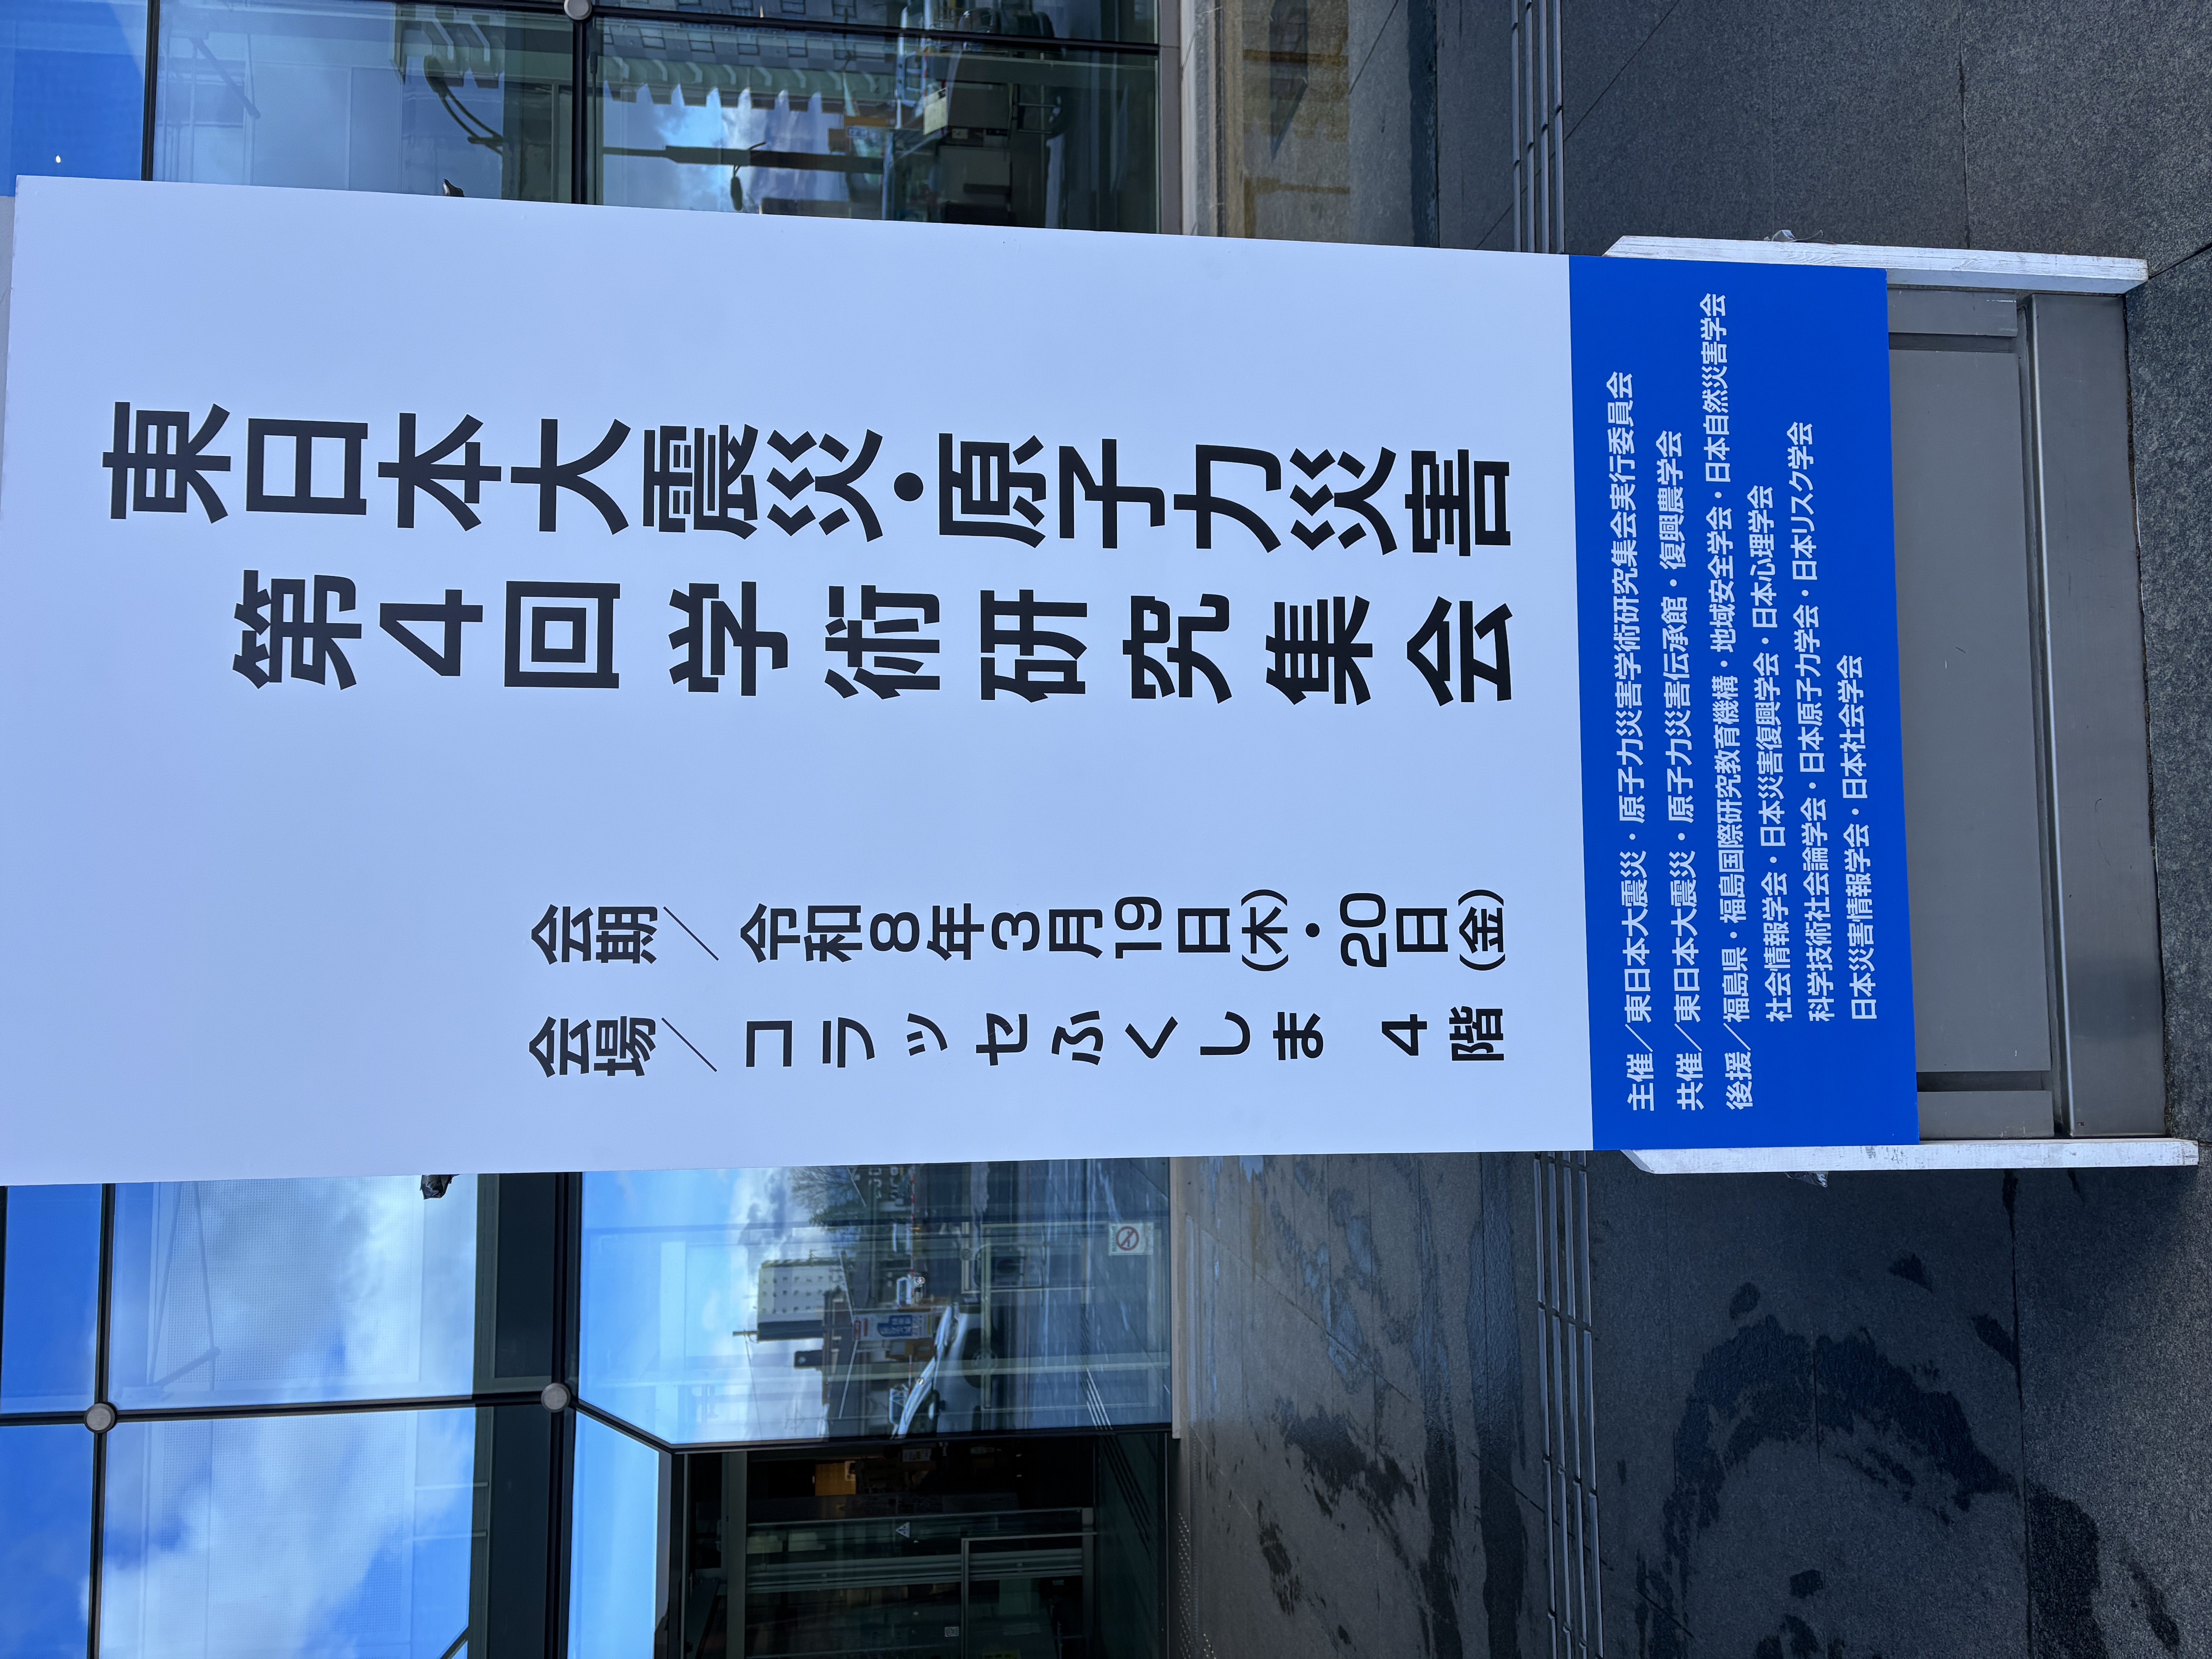 東日本大震災・原子力災害
第4回学術研究集会
会期／令和8年3月19日(木)・20日(金)
会場／コラッセふくしま 4階
主催／東日本大震災・原子力災害学術研究集会実行委員会
共催／東日本大震災・原子力災害伝承館・復興農学会
後援／福島県・福島国際研究教育機構・地域安全学会・日本自然災害学会
社会情報学会・日本災害復興学会・日本心理学会
科学技術社会論学会・日本原子力学会・日本リスク学会
日本災害情報学会・日本社会学会